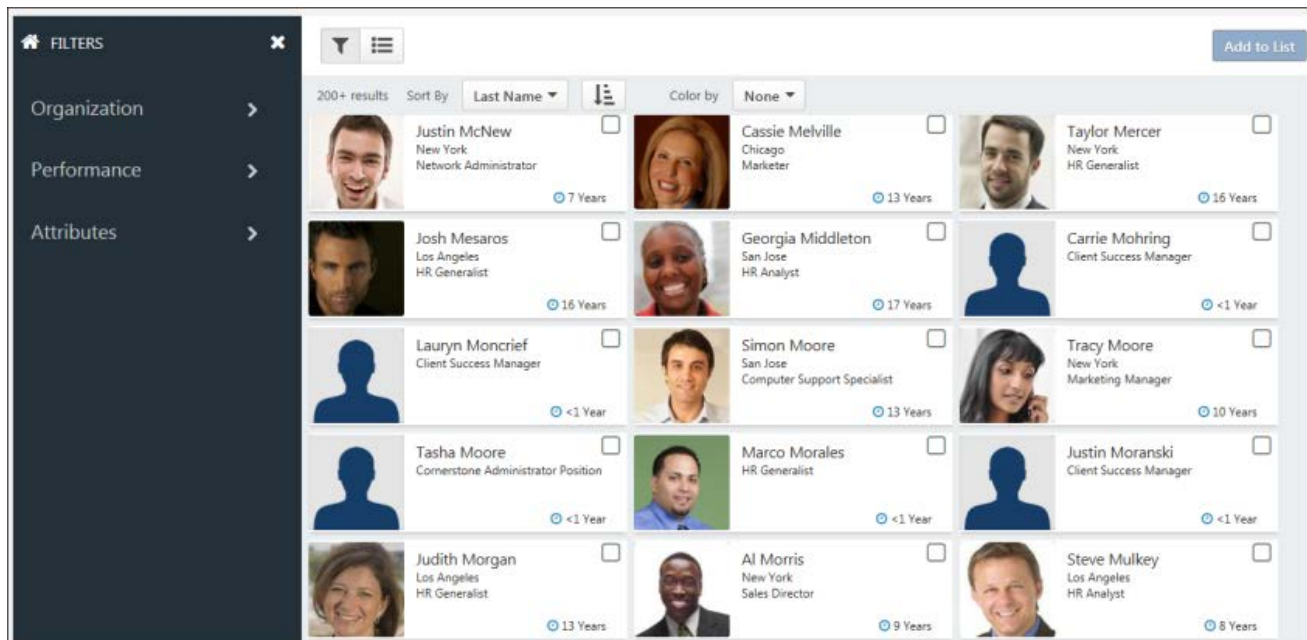 FILTERS
Add to List
Organization
Performance
Attributes
200+ results Sort By Last Name Color by None
Justin McNew
New York
Network Administrator
7 Years
Cassie Melville
Chicago
Marketer
13 Years
Taylor Mercer
New York
HR Generalist
16 Years
Josh Mesaros
Los Angeles
HR Generalist
16 Years
Georgia Middleton
San Jose
HR Analyst
17 Years
Carrie Mohring
Client Success Manager
<1 Year
Lauryn Moncrief
Client Success Manager
<1 Year
Simon Moore
San Jose
Computer Support Specialist
13 Years
Tracy Moore
New York
Marketing Manager
10 Years
Tasha Moore
Cornerstone Administrator Position
<1 Year
Marco Morales
HR Generalist
<1 Year
Justin Moranski
Client Success Manager
<1 Year
Judith Morgan
Los Angeles
HR Generalist
13 Years
Al Morris
New York
Sales Director
9 Years
Steve Mulkey
Los Angeles
HR Analyst
8 Years